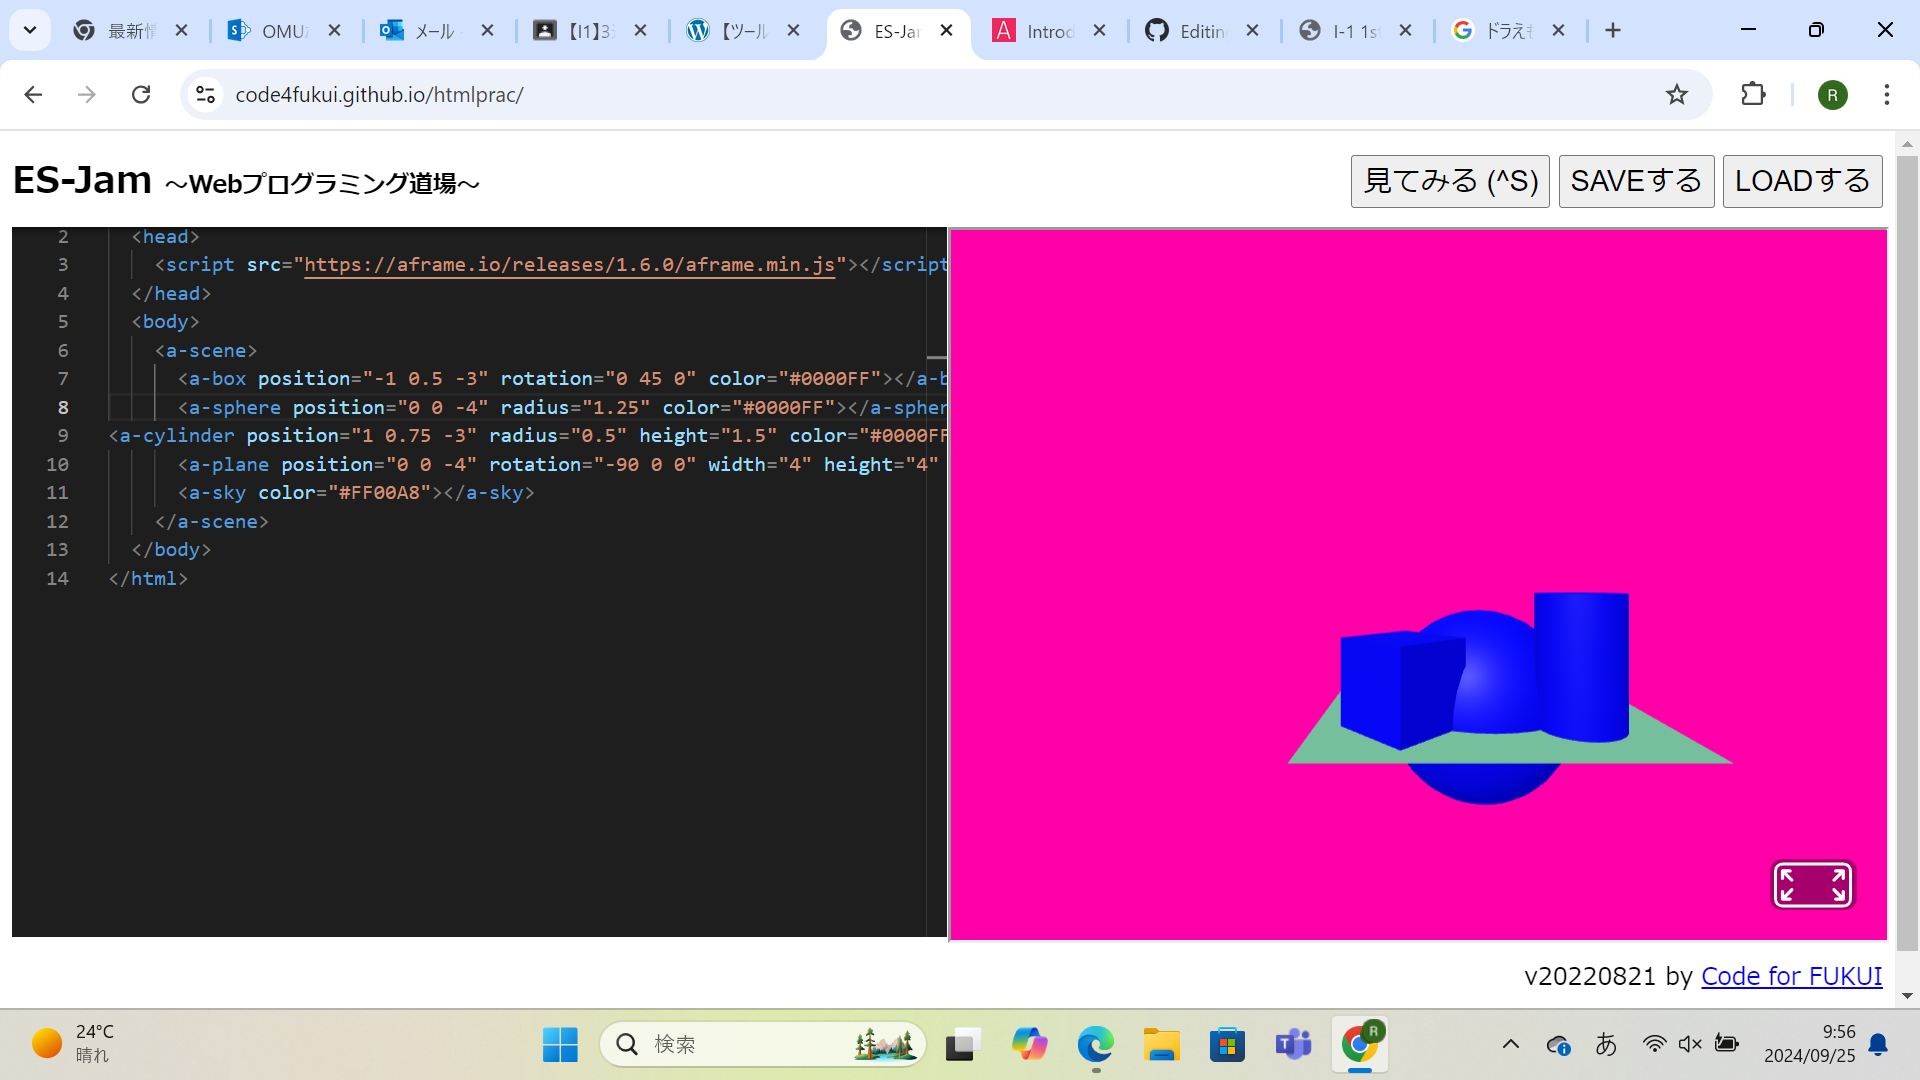 最新情
OMU
メール
【I1】3
【ツール
ES-Jar
Introd
Editin
I-1 1s
ドラえも
code4fukui.github.io/htmlprac/
R
ES-Jam ～Webプログラミング道場～
見てみる (^S)
SAVEする
LOADする
2 <head>
3 <script src="https://aframe.io/releases/1.6.0/aframe.min.js"></script
4 </head>
5 <body>
6 <a-scene>
7 <a-box position="-1 0.5 -3" rotation="0 45 0" color="#0000FF"></a-b
8 <a-sphere position="0 0 -4" radius="1.25" color="#0000FF"></a-spher
9 <a-cylinder position="1 0.75 -3" radius="0.5" height="1.5" color="#0000FF
10 <a-plane position="0 0 -4" rotation="-90 0 0" width="4" height="4"
11 <a-sky color="#FF00A8"></a-sky>
12 </a-scene>
13 </body>
14 </html>
v20220821 by Code for FUKUI
24°C
晴れ
検索
R
あ
9:56
2024/09/25